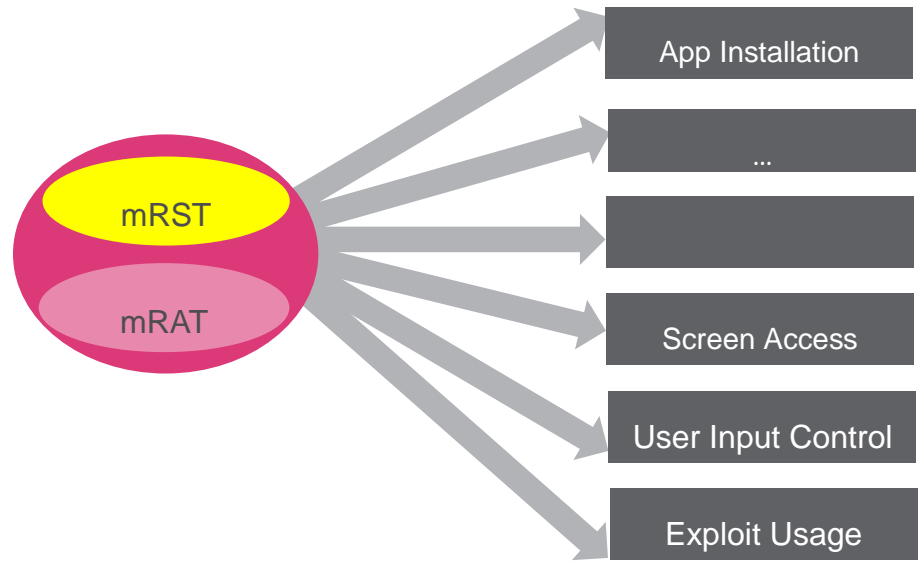 mRST
mRAT
App Installation
...
Screen Access
User Input Control
Exploit Usage